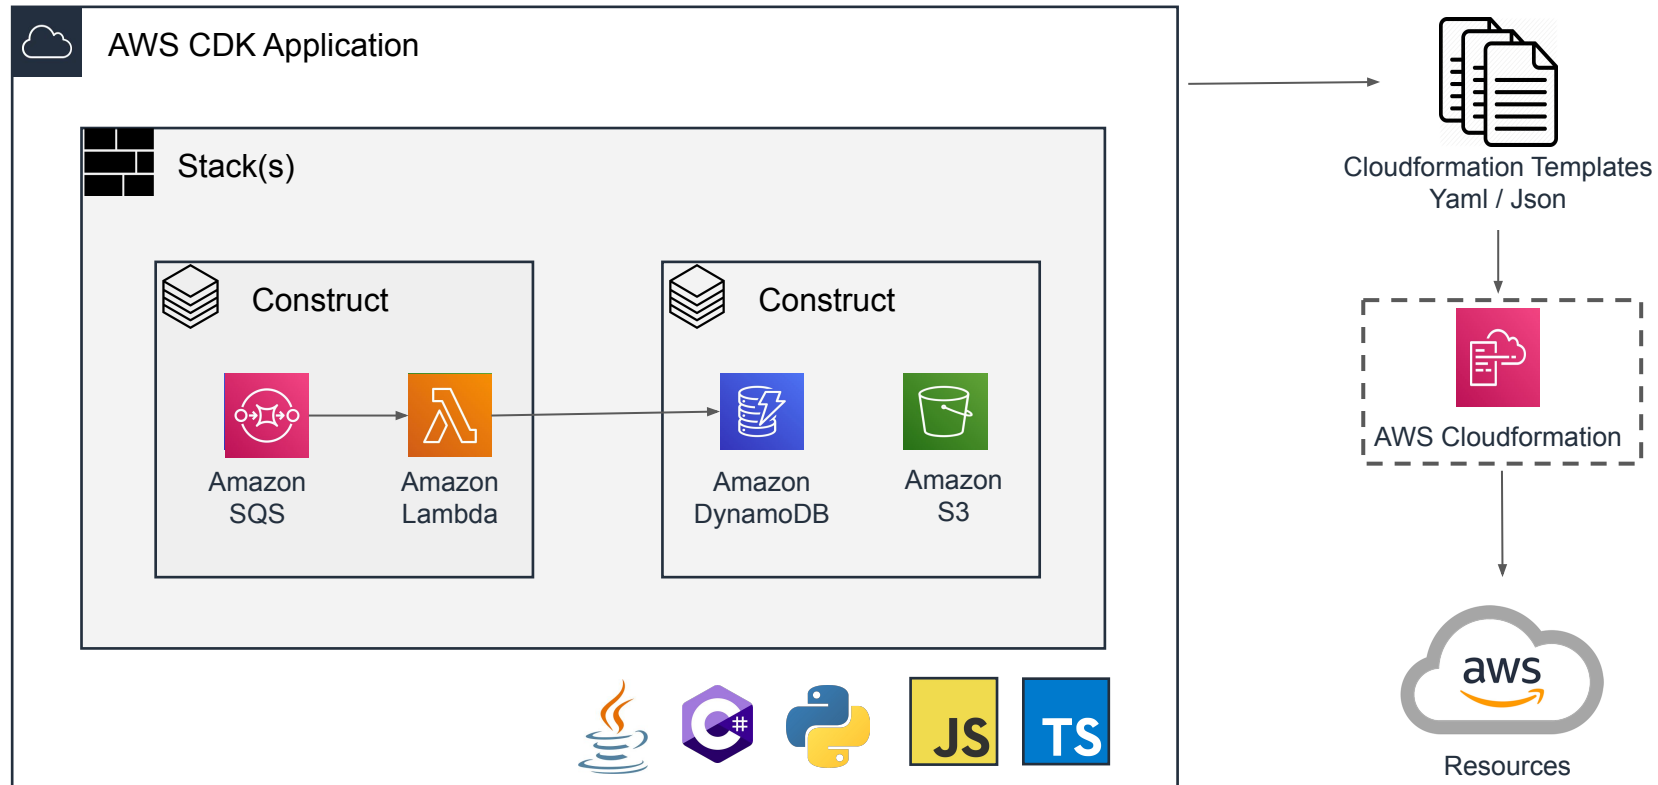 AWS CDK Application
Stack(s)
Construct
Amazon
SQS
Amazon
Lambda
Construct
Amazon
DynamoDB
Amazon
S3
C#
JS
TS
Cloudformation Templates
Yaml / Json
AWS Cloudformation
aws
Resources